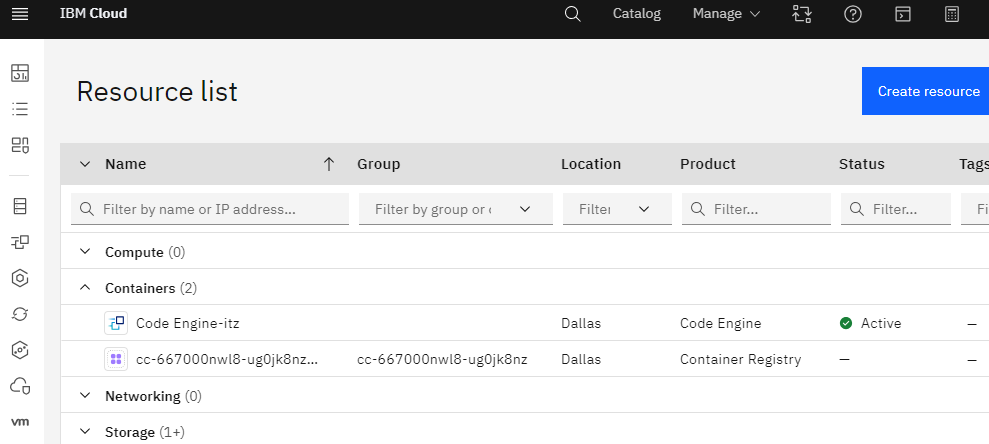 IBM Cloud Catalog Manage
Resource list
Create resource
Name Group Location Product Status Tags
Filter by name or IP address... Filter by group or Filter Filter... Filter... Fi
Compute (0)
Containers (2)
Code Engine-itz Dallas Code Engine Active –
cc-667000nwl8-ug0jk8nz... cc-667000nwl8-ug0jk8nz Dallas Container Registry – –
Networking (0)
Storage (1+)
vm